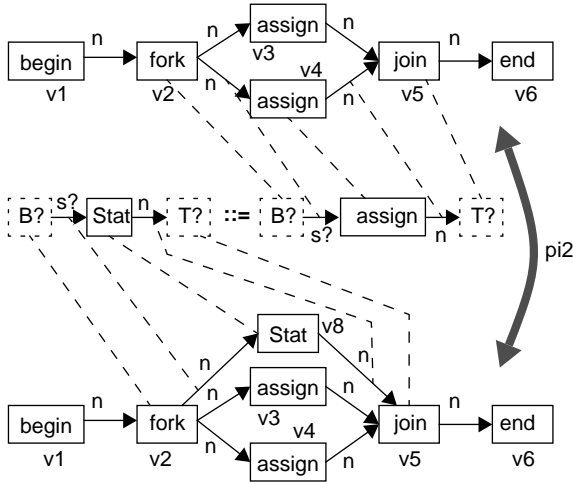 n n assign n n
begin fork v3 join end
v1 v2 n v4 n v5 v6
assign
s? n
B? Stat T? ::= B? assign T?
s? n
pi2
Stat v8
n
n n assign n n
begin fork v3 join end
v1 v2 n v4 n v5 v6
assign